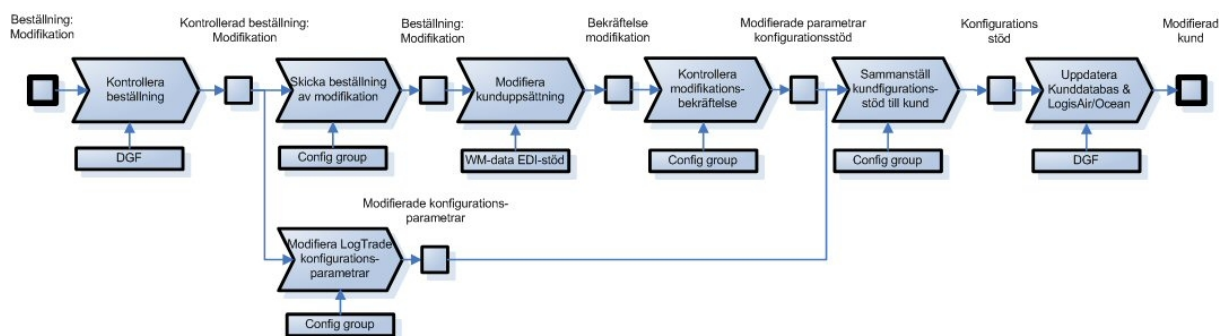 Beställning:
Modifikation
Kontrollerad beställning:
Modifikation
Beställning:
Modifikation
Bekräftelse
modifikation
Modifierade parametrar
konfigurationsstöd
Konfigurations
stöd
Modifierad
kund
Kontrollera
beställning
Skicka beställning
av modifikation
Modifiera
kunduppsättning
Kontrollera
modifikations-
bekräftelse
Sammanställ
kundfigurations-
stöd till kund
Uppdatera
Kunddatabas &
LogisAir/Ocean
DGF
Config group
WM-data EDI-stöd
Config group
Config group
DGF
Modifierade konfigurations-
parametrar
Modifiera LogTrade
konfigurations-
parametrar
Config group